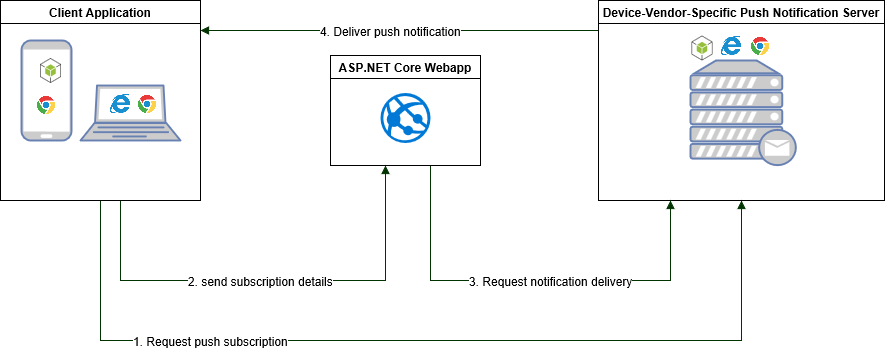 Client Application
Device-Vendor-Specific Push Notification Server
4. Deliver push notification
ASP.NET Core Webapp
2. send subscription details
3. Request notification delivery
1. Request push subscription